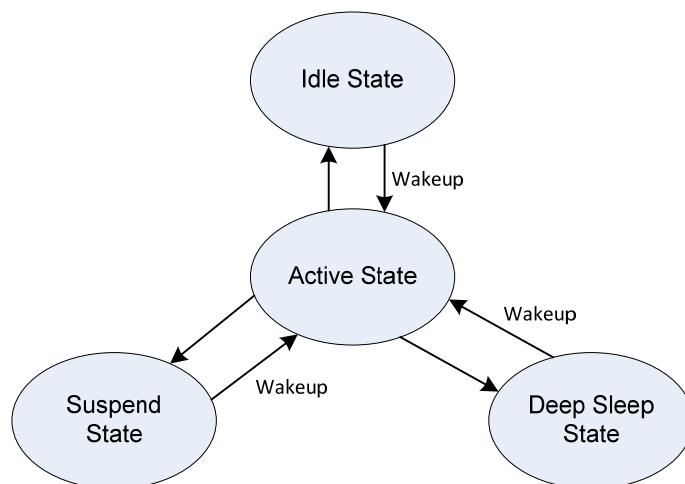 Idle State
Wakeup
Active State
Wakeup
Wakeup
Suspend
State
Deep Sleep
State